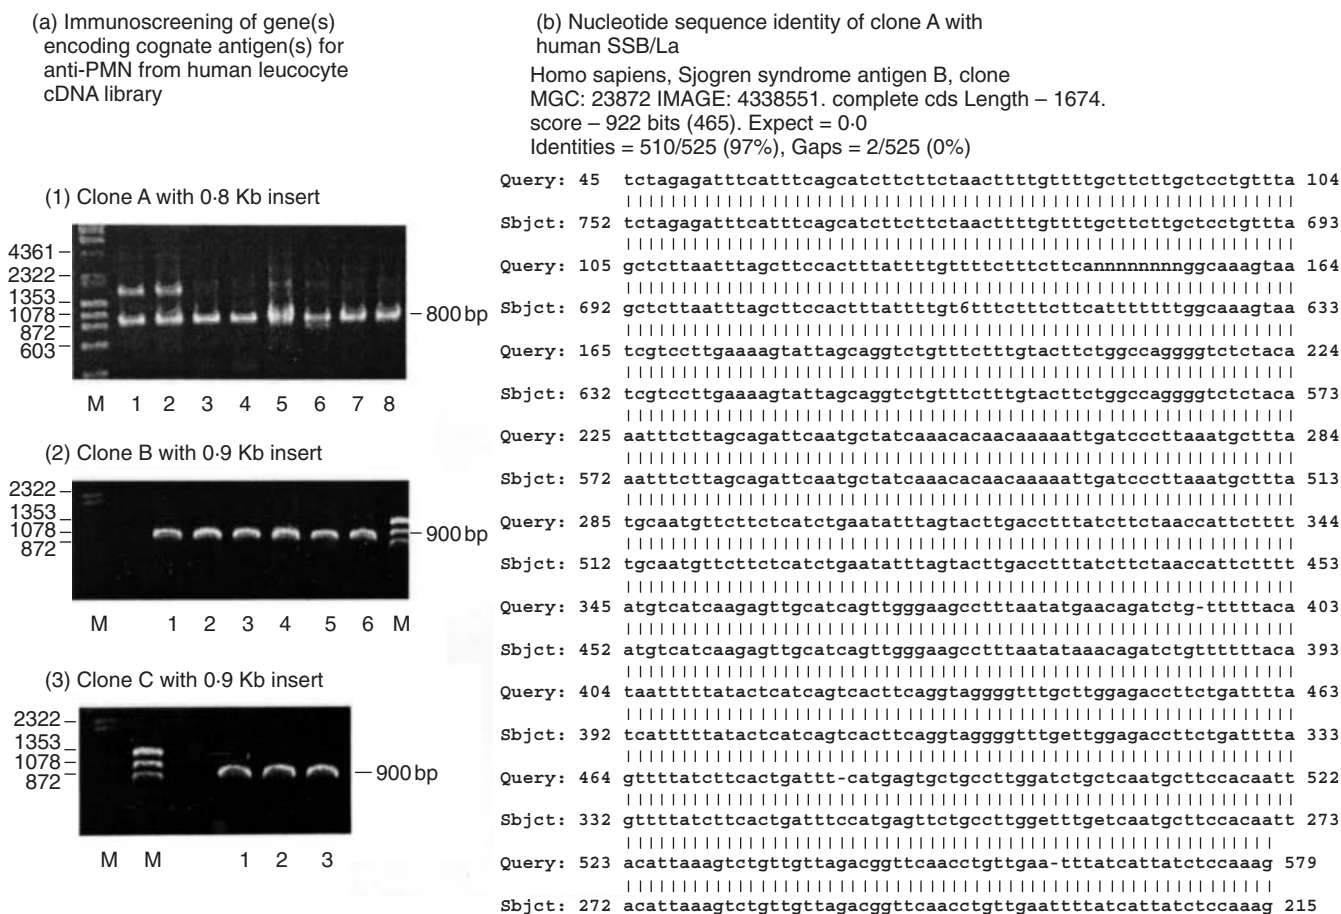 (a) Immunoscreening of gene(s)
encoding cognate antigen(s) for
anti-PMN from human leucocyte
cDNA library
(1) Clone A with 0·8 Kb insert
4361
2322
1353
1078
872
603
800 bp
M 1 2 3 4 5 6 7 8
(2) Clone B with 0·9 Kb insert
2322
1353
1078
872
900 bp
M 1 2 3 4 5 6 M
(3) Clone C with 0·9 Kb insert
2322
1353
1078
872
900 bp
M M 1 2 3
(b) Nucleotide sequence identity of clone A with
human SSB/La
Homo sapiens, Sjogren syndrome antigen B, clone
MGC: 23872 IMAGE: 4338551. complete cds Length – 1674.
score – 922 bits (465). Expect = 0·0
Identities = 510/525 (97%), Gaps = 2/525 (0%)
Query: 45 tctagagatttcatttcagcatcttcttctaacttttgttttgcttcttgctcctgttta 104
Sbjct: 752 tctagagatttcatttcagcatcttcttctaacttttgttttgcttcttgctcctgttta 693
Query: 105 gctcttaatttagcttccactttattttgttttctttcttcannnnnnnnnggcaaagtaa 164
Sbjct: 692 gctcttaatttagcttccactttattttgt6tttctttcttcatttttttggcaaagtaa 633
Query: 165 tcgtccttgaaaagtattagcaggtctgtttctttgtacttctggccaggggtctctaca 224
Sbjct: 632 tcgtccttgaaaagtattagcaggtctgtttctttgtacttctggccaggggtctctaca 573
Query: 225 aatttcttagcagattcaatgctatcaaacacaacaaaaattgatcccttaaatgcttta 284
Sbjct: 572 aatttcttagcagattcaatgctatcaaacacaacaaaaattgatcccttaaatgcttta 513
Query: 285 tgcaatgttcttctcatctgaatatttagtacttgacctttatcttctaaccattctttt 344
Sbjct: 512 tgcaatgttcttctcatctgaatatttagtacttgacctttatcttctaaccattctttt 453
Query: 345 atgtcatcaagagttgcatcagttgggaagcctttaatatgaacagatctg-tttttaca 403
Sbjct: 452 atgtcatcaagagttgcatcagttgggaagcctttaatataaacagatctgttttttaca 393
Query: 404 taatttttatactcatcagtcacttcaggtaggggtttgcttggagaccttctgatttta 463
Sbjct: 392 tcatttttatactcatcagtcacttcaggtaggggtttgettggagaccttctgatttta 333
Query: 464 gttttatcttcactgattt-catgagtgctgccttggatctgctcaatgcttccacaatt 522
Sbjct: 332 gttttatcttcactgatttccatgagttctgccttggetttgetcaatgcttccacaatt 273
Query: 523 acattaaagtctgttgttagacggttcaacctgttgaa-tttatcattatctccaaag 579
Sbjct: 272 acattaaagtctgttgttagacggttcaacctgttgaattttatcattatctccaaag 215